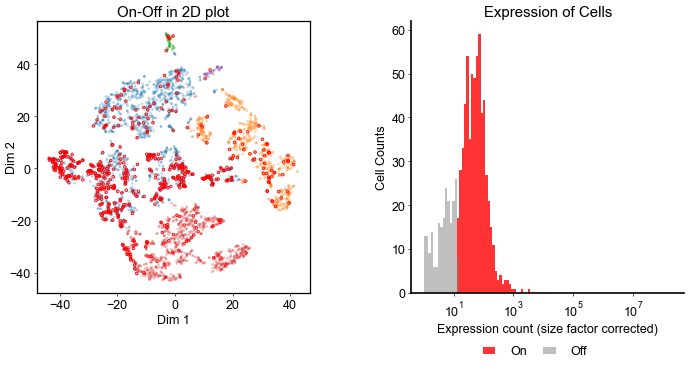 On-Off in 2D plot
Dim 2
40
20
0
−20
−40
−40 −20 0 20 40
Dim 1
Expression of Cells
Cell Counts
60
50
40
30
20
10
0
10^1 10^3 10^5 10^7
Expression count (size factor corrected)
On Off